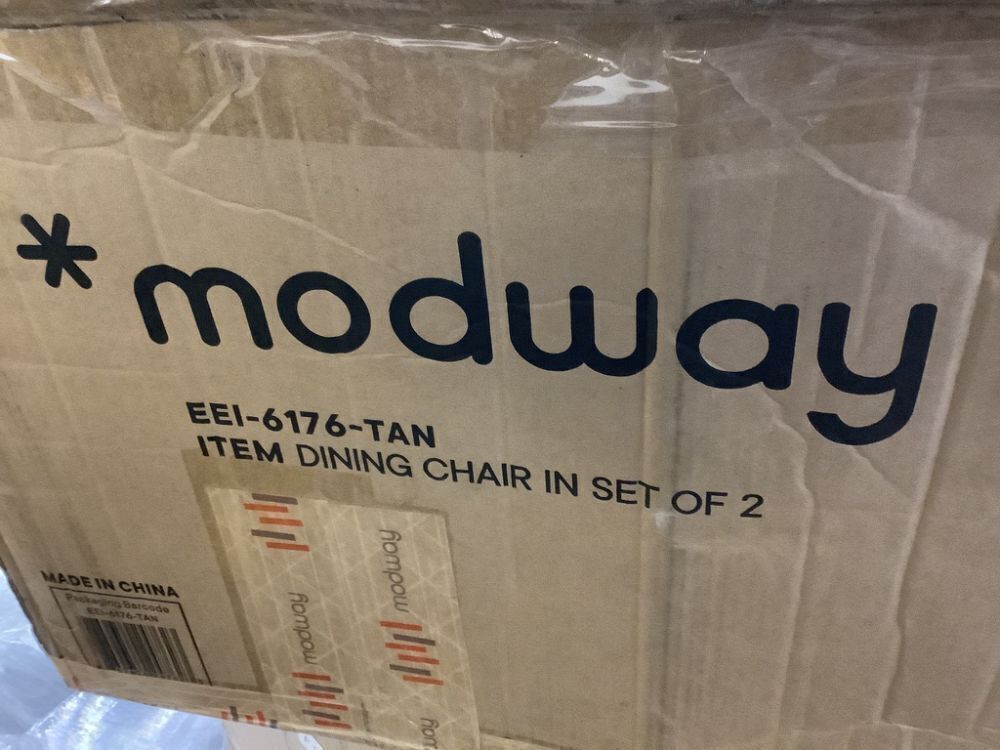 *modway
EEI-6176-TAN
ITEM DINING CHAIR IN SET OF 2
MADE IN CHINA
Packaging Barcode
EEI-6176-TAN
modway
modway
way